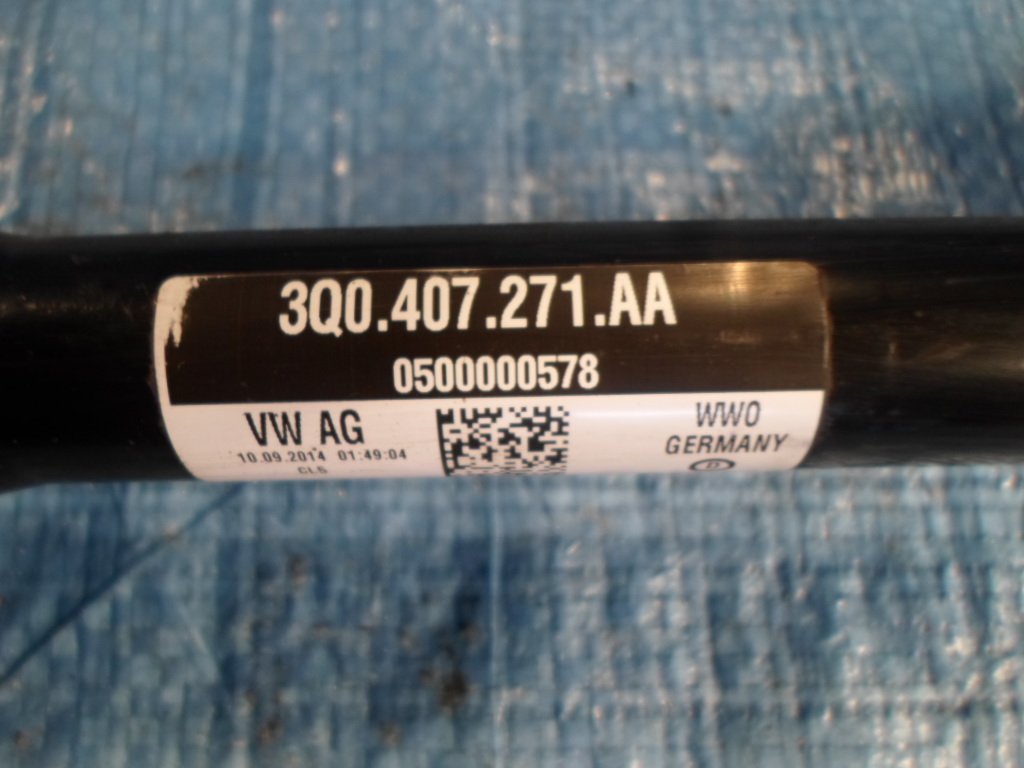 3Q0.407.271.AA
0500000578
VW AG
WWO
10.09.2014 01:49:04
GERMANY